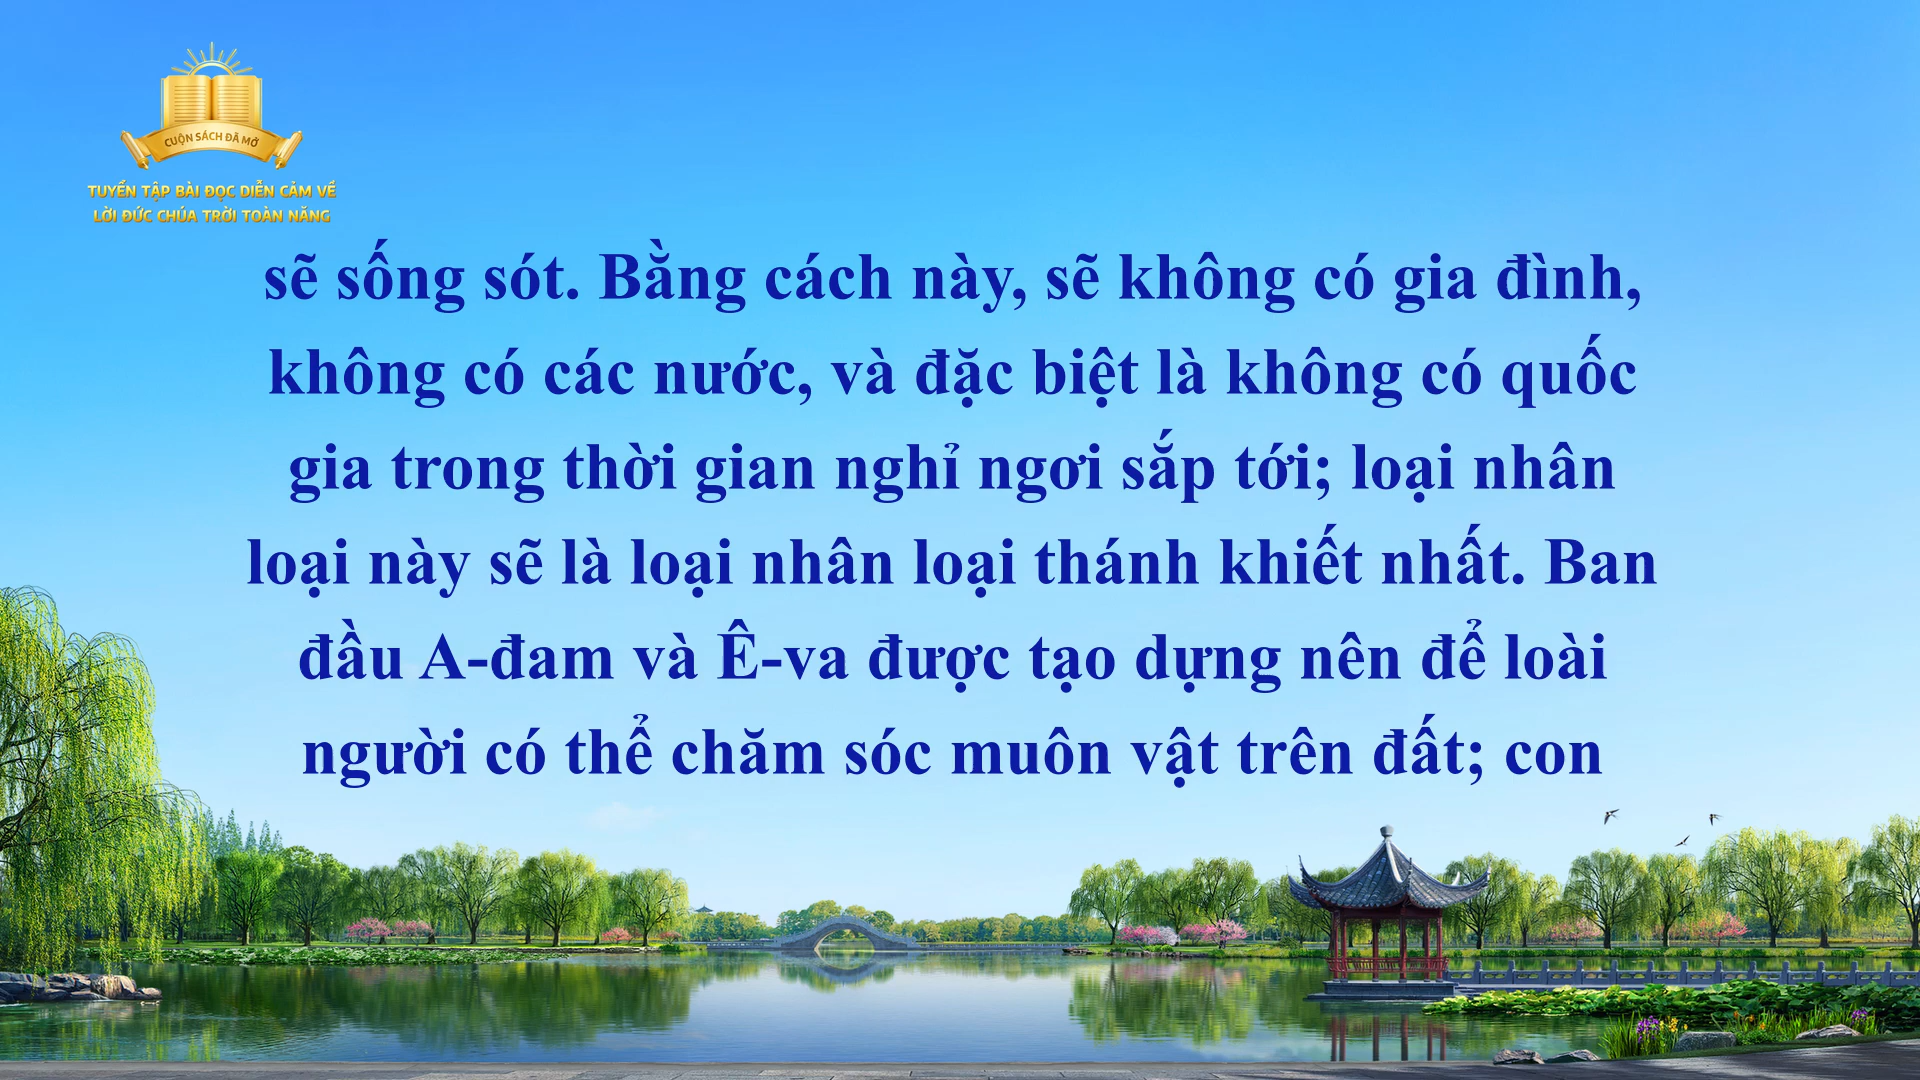 CUỘN SÁCH ĐÃ MỞ
TUYỂN TẬP BÀI ĐỌC DIỄN CẢM VỀ
LỜI ĐỨC CHÚA TRỜI TOÀN NĂNG
sẽ sống sót. Bằng cách này, sẽ không có gia đình,
không có các nước, và đặc biệt là không có quốc
gia trong thời gian nghỉ ngơi sắp tới; loại nhân
loại này sẽ là loại nhân loại thánh khiết nhất. Ban
đầu A-đam và Ê-va được tạo dựng nên để loài
người có thể chăm sóc muôn vật trên đất; con